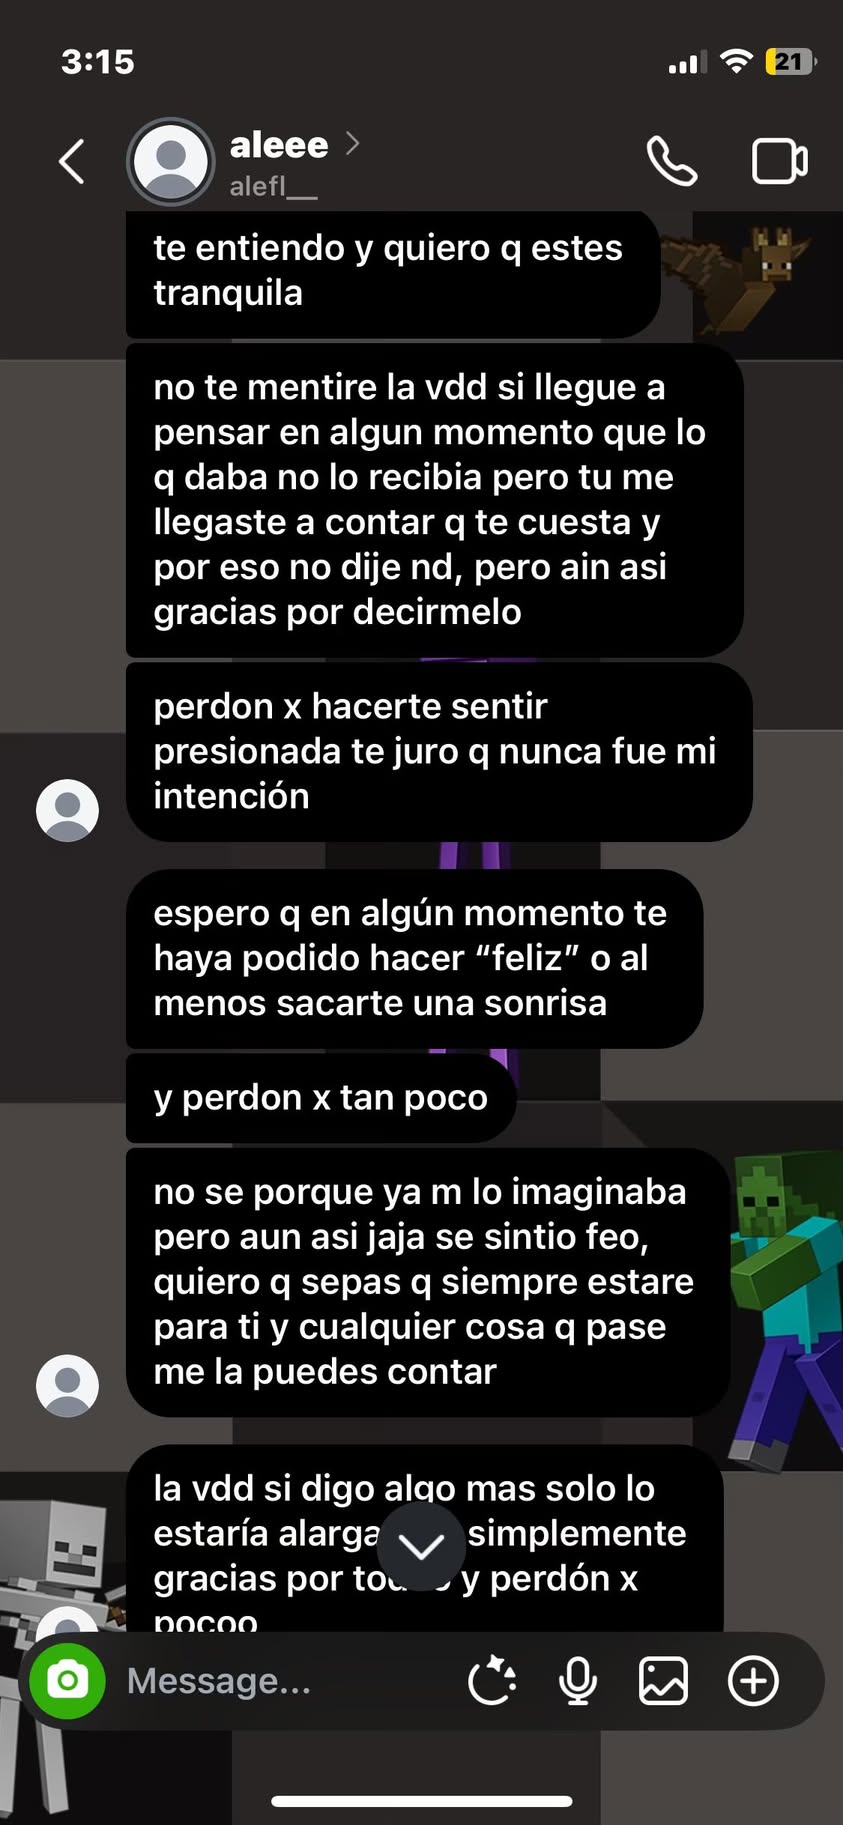 3:15
21
aleee
alefl__
te entiendo y quiero q estes
tranquila
no te mentire la vdd si llegue a
pensar en algun momento que lo
q daba no lo recibia pero tu me
llegaste a contar q te cuesta y
por eso no dije nd, pero ain asi
gracias por decirmelo
perdon x hacerte sentir
presionada te juro q nunca fue mi
intención
espero q en algún momento te
haya podido hacer “feliz” o al
menos sacarte una sonrisa
y perdon x tan poco
no se porque ya m lo imaginaba
pero aun asi jaja se sintio feo,
quiero q sepas q siempre estare
para ti y cualquier cosa q pase
me la puedes contar
la vdd si digo algo mas solo lo
estaría simplemente
gracias por y perdón x
pocoo
Message...